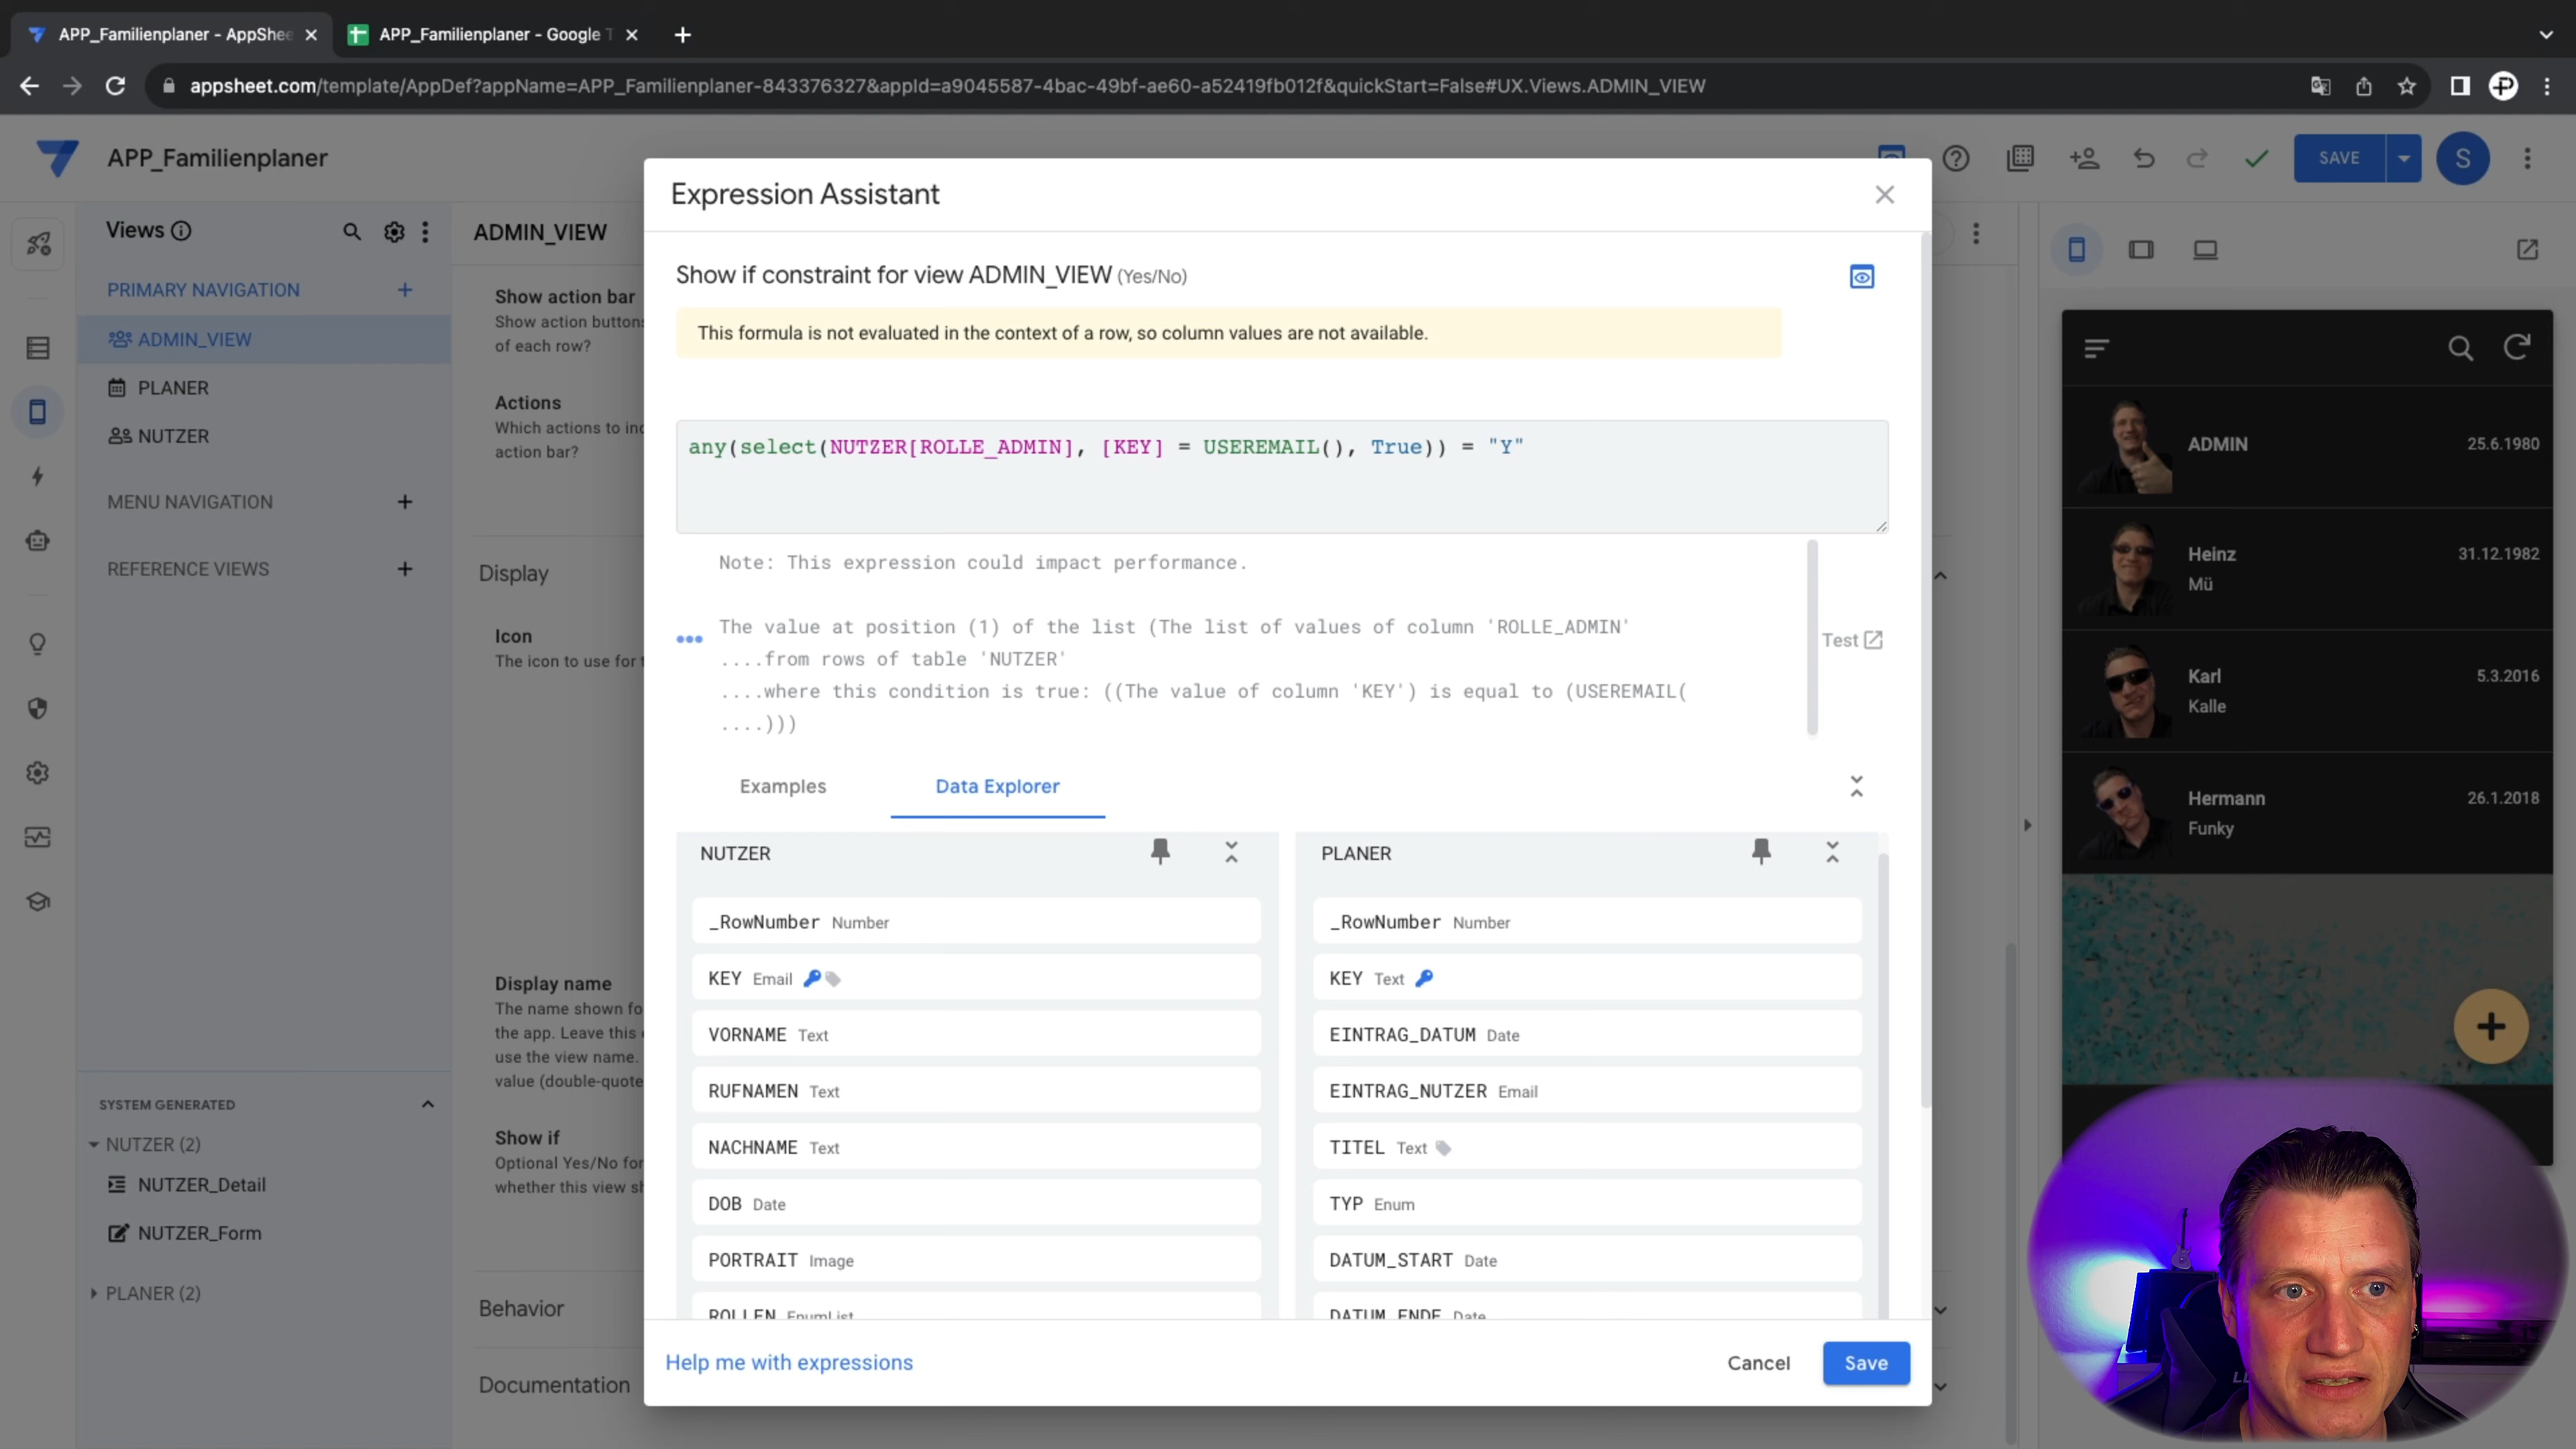 APP_Familienplaner - AppShee
APP_Familienplaner - Google T
appsheet.com/template/AppDef?appName=APP_Familienplaner-843376327&appId=a9045587-4bac-49bf-ae60-a52419fb012f&quickStart=False#UX.Views.ADMIN_VIEW
APP_Familienplaner
SAVE
S
Views
PRIMARY NAVIGATION
ADMIN_VIEW
PLANER
NUTZER
MENU NAVIGATION
REFERENCE VIEWS
SYSTEM GENERATED
NUTZER (2)
NUTZER_Detail
NUTZER_Form
PLANER (2)
ADMIN_VIEW
Show action bar
Show action buttons
of each row?
Actions
Which actions to inc
action bar?
Display
Icon
The icon to use for t
Display name
The name shown fo
the app. Leave this
use the view name.
value (double-quote
Show if
Optional Yes/No for
whether this view sh
Behavior
Documentation
Expression Assistant
Show if constraint for view ADMIN_VIEW (Yes/No)
This formula is not evaluated in the context of a row, so column values are not available.
any(select(NUTZER[ROLLE_ADMIN], [KEY] = USEREMAIL(), True)) = "Y"
Note: This expression could impact performance.
The value at position (1) of the list (The list of values of column 'ROLLE_ADMIN'
....from rows of table 'NUTZER'
....where this condition is true: ((The value of column 'KEY') is equal to (USEREMAIL(
....)))
Test
Examples
Data Explorer
NUTZER
_RowNumber Number
KEY Email
VORNAME Text
RUFNAMEN Text
NACHNAME Text
DOB Date
PORTRAIT Image
ROLLEN EnumList
PLANER
_RowNumber Number
KEY Text
EINTRAG_DATUM Date
EINTRAG_NUTZER Email
TITEL Text
TYP Enum
DATUM_START Date
DATUM_ENDE Date
Help me with expressions
Cancel
Save
ADMIN
25.6.1980
Heinz
31.12.1982
Mü
Karl
5.3.2016
Kalle
Hermann
26.1.2018
Funky